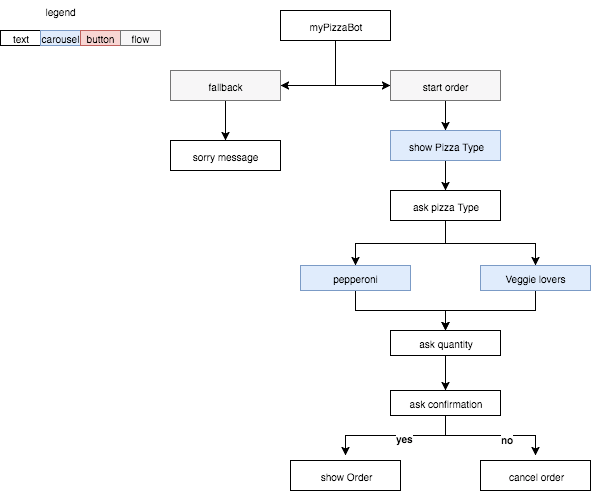 legend
text carousel button flow
myPizzaBot
fallback
start order
sorry message
show Pizza Type
ask pizza Type
pepperoni
Veggie lovers
ask quantity
ask confirmation
yes
no
show Order
cancel order